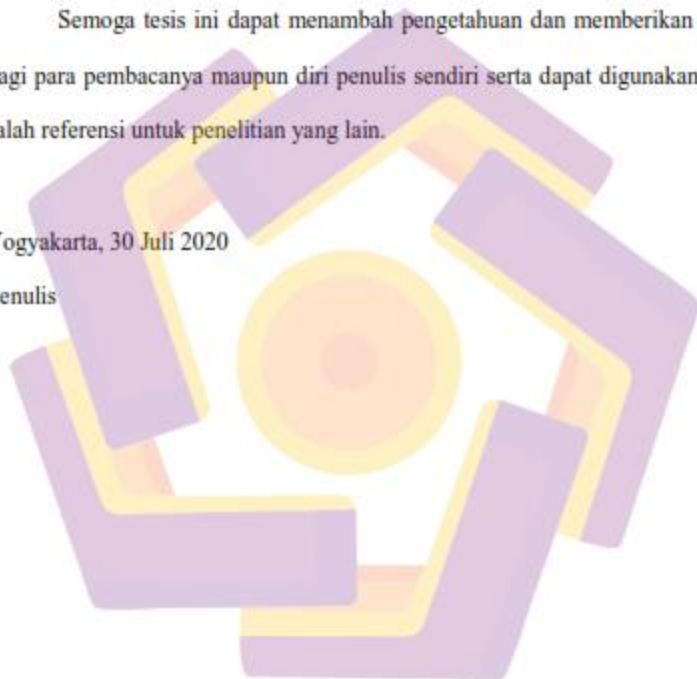 Semoga tesis ini dapat menambah pengetahuan dan memberikan
agi para pembacanya maupun diri penulis sendiri serta dapat digunakan
alah referensi untuk penelitian yang lain.
ogyakarta, 30 Juli 2020
enulis